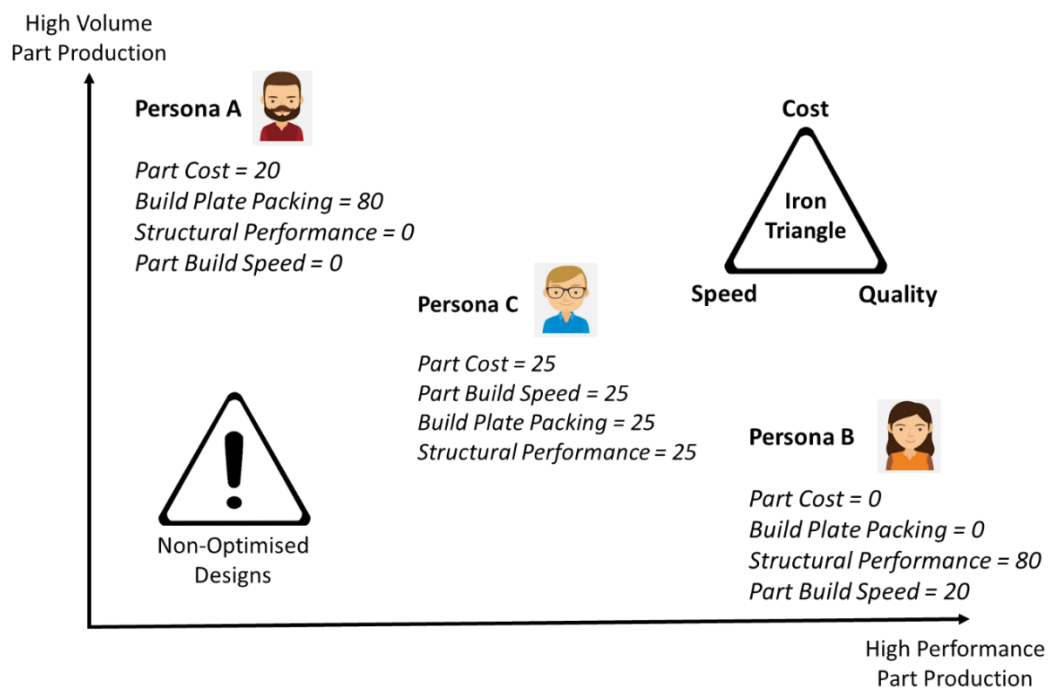 High Volume
Part Production
Persona A
Part Cost = 20
Build Plate Packing = 80
Structural Performance = 0
Part Build Speed = 0
Cost
Iron
Triangle
Speed
Quality
Persona C
Part Cost = 25
Part Build Speed = 25
Build Plate Packing = 25
Structural Performance = 25
Persona B
Part Cost = 0
Build Plate Packing = 0
Structural Performance = 80
Part Build Speed = 20
!
Non-Optimised
Designs
High Performance
Part Production